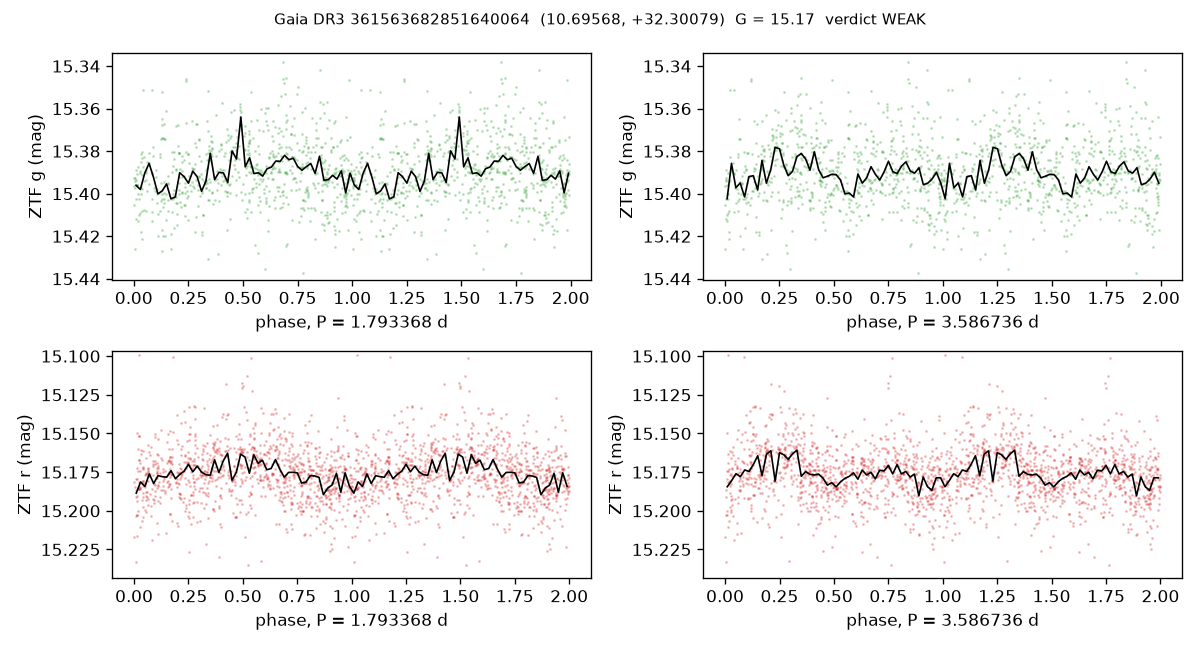 Gaia DR3 361563682851640064  (10.69568, +32.30079)  G = 15.17  verdict WEAK
ZTF g (mag)
15.34
15.36
15.38
15.40
15.42
15.44
0.00 0.25 0.50 0.75 1.00 1.25 1.50 1.75 2.00
phase, P = 1.793368 d
ZTF g (mag)
15.34
15.36
15.38
15.40
15.42
15.44
0.00 0.25 0.50 0.75 1.00 1.25 1.50 1.75 2.00
phase, P = 3.586736 d
ZTF r (mag)
15.100
15.125
15.150
15.175
15.200
15.225
0.00 0.25 0.50 0.75 1.00 1.25 1.50 1.75 2.00
phase, P = 1.793368 d
ZTF r (mag)
15.100
15.125
15.150
15.175
15.200
15.225
0.00 0.25 0.50 0.75 1.00 1.25 1.50 1.75 2.00
phase, P = 3.586736 d